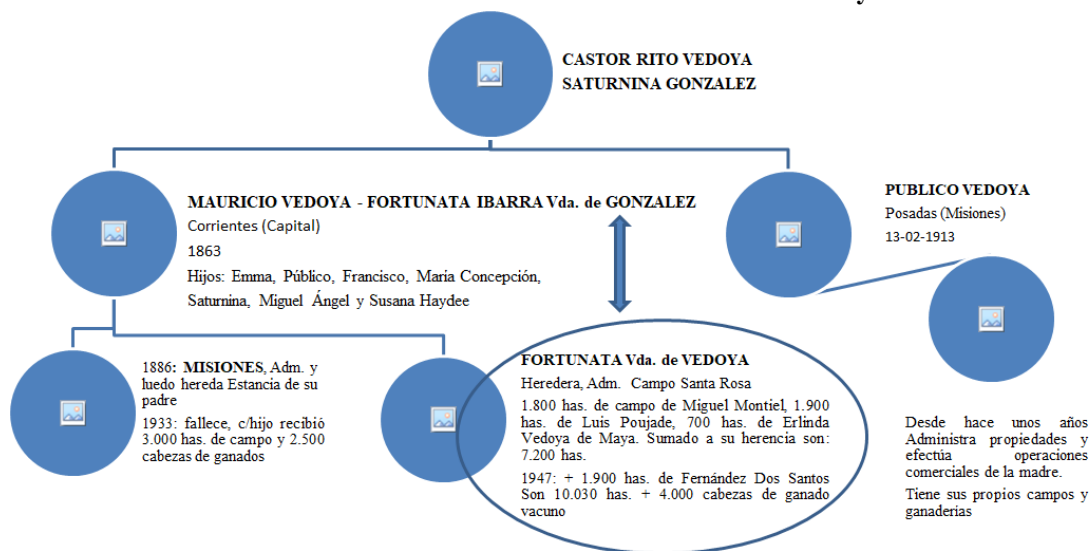 CASTOR RITO VEDOYA
SATURNINA GONZALEZ
MAURICIO VEDOYA - FORTUNATA IBARRA Vda. de GONZALEZ
Corrientes (Capital)
1863
Hijos: Emma, Público, Francisco, Maria Concepción,
Saturnina, Miguel Ángel y Susana Haydee
PUBLICO VEDOYA
Posadas (Misiones)
13-02-1913
1886: MISIONES, Adm. y
luedo hereda Estancia de su
padre
1933: fallece, c/hijo recibió
3.000 has. de campo y 2.500
cabezas de ganados
FORTUNATA Vda. de VEDOYA
Heredera, Adm. Campo Santa Rosa
1.800 has. de campo de Miguel Montiel, 1.900
has. de Luis Poujade, 700 has. de Erlinda
Vedoya de Maya. Sumado a su herencia son:
7.200 has.
1947: + 1.900 has. de Fernández Dos Santos
Son 10.030 has. + 4.000 cabezas de ganado
vacuno
Desde hace unos años
Administra propiedades y
efectúa operaciones
comerciales de la madre.
Tiene sus propios campos y
ganaderias